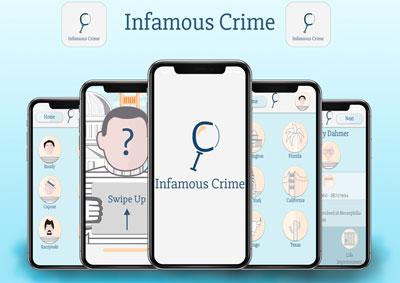 Infamous Crime
Infamous Crime
Infamous Crime
Home
Bundy
Capone
Kaczynski
?
Swipe Up
Infamous Crime
Florida
California
Texas
Next
Dahmer
Life